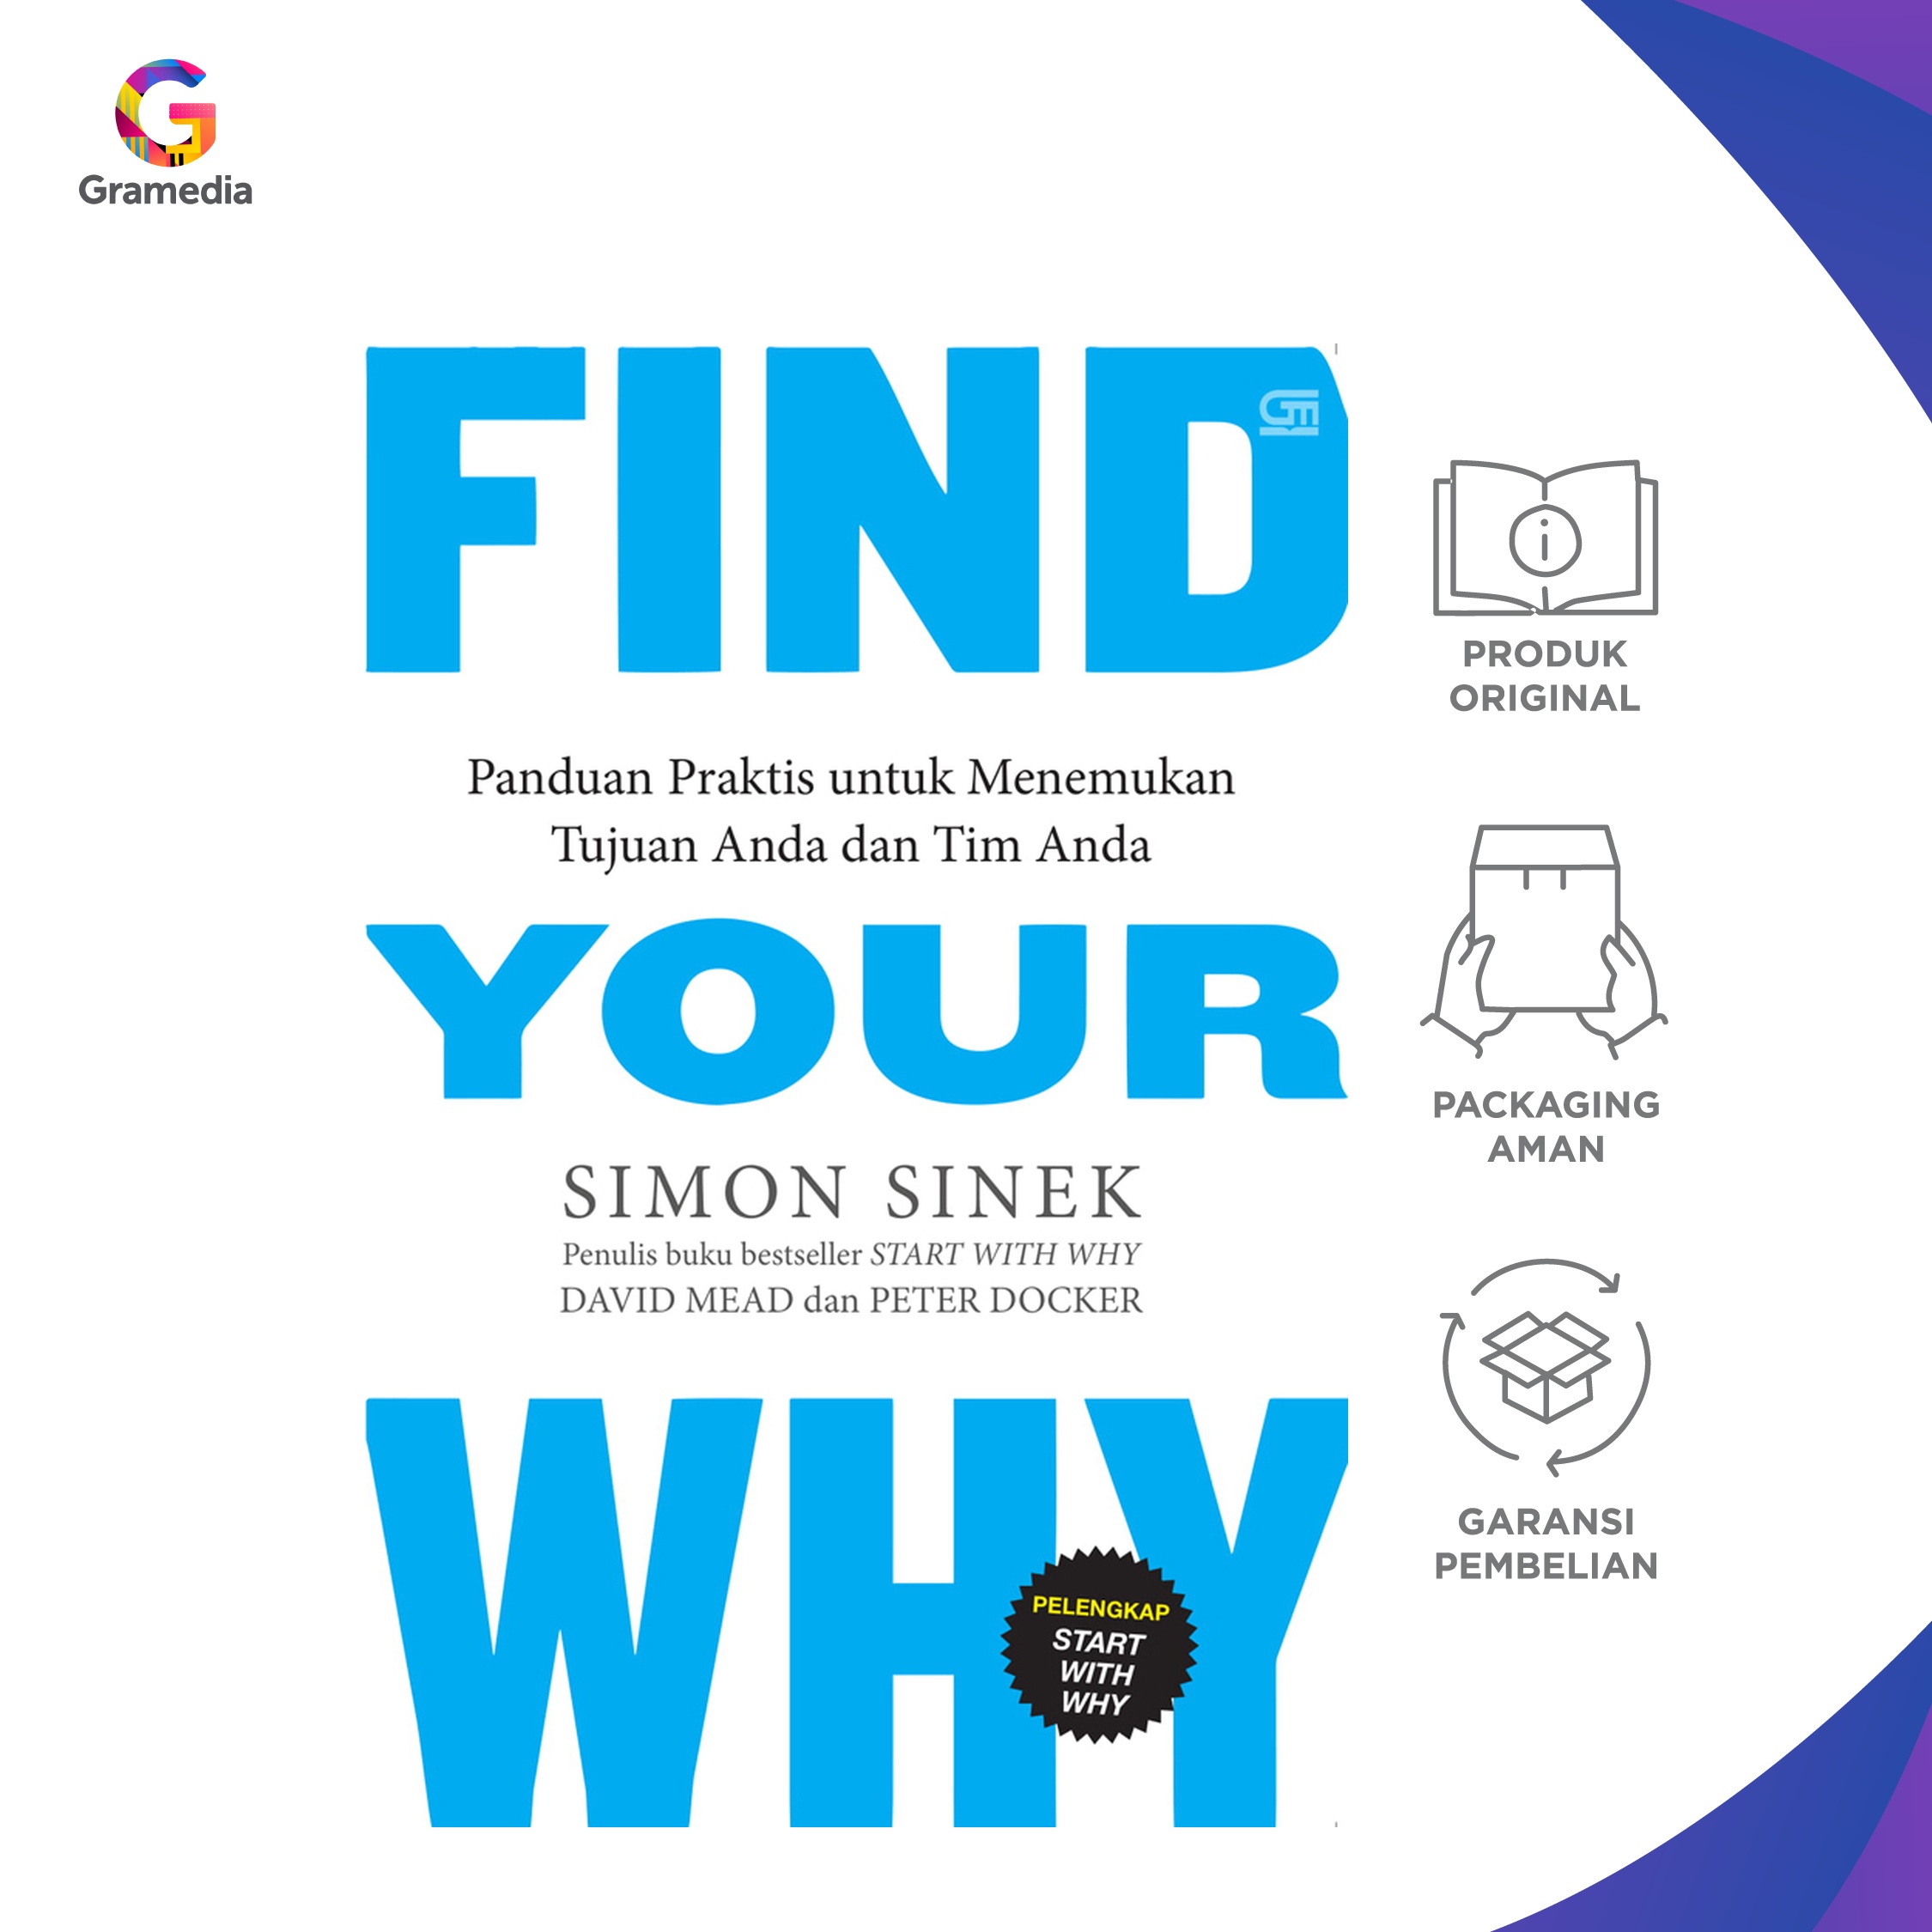 Gramedia
FIND
Panduan Praktis untuk Menemukan
Tujuan Anda dan Tim Anda
YOUR
SIMON SINEK
Penulis buku bestseller START WITH WHY
DAVID MEAD dan PETER DOCKER
WHY
PELENGKAP
START
WITH
WHY
PRODUK
ORIGINAL
PACKAGING
AMAN
GARANSI
PEMBELIAN